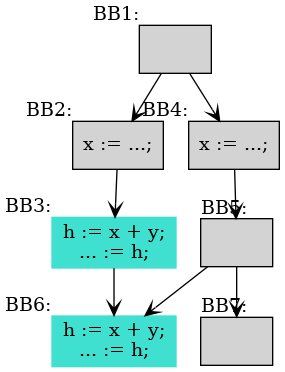 BB1:
BB2:
x := ...;
BB4:
x := ...;
BB3:
h := x + y;
... := h;
BB5:
BB6:
h := x + y;
... := h;
BB7: